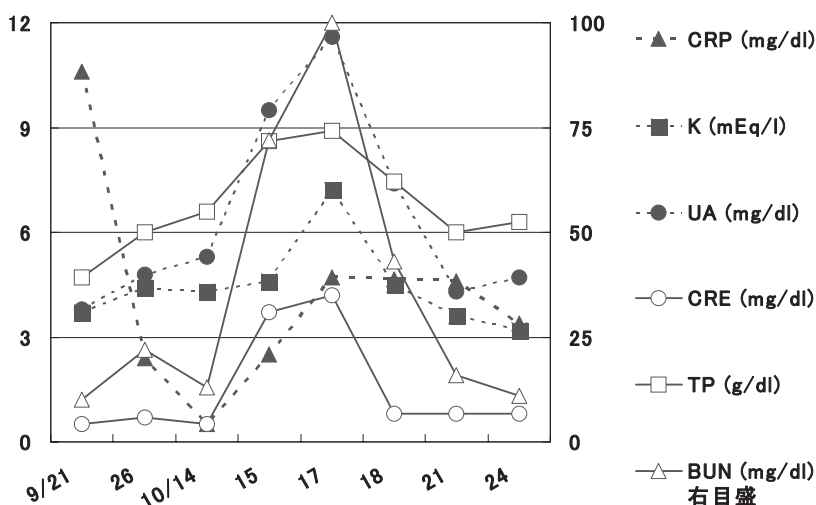 12
9
6
3
0
100
75
50
25
0
9/21
26
10/14
15
17
18
21
24
CRP (mg/dl)
K (mEq/l)
UA (mg/dl)
CRE (mg/dl)
TP (g/dl)
BUN (mg/dl)
右目盛